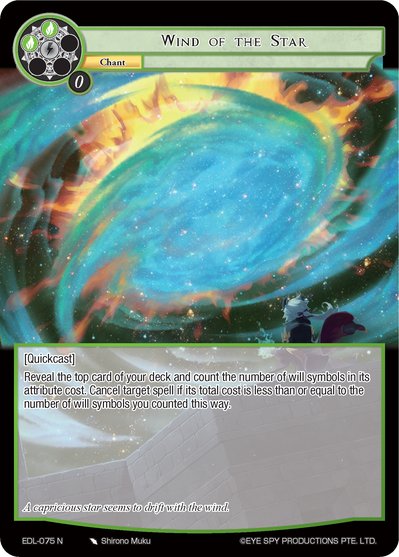 Wind of the Star
Chant
0
[Quickcast]
Reveal the top card of your deck and count the number of will symbols in its
attribute cost. Cancel target spell if its total cost is less than or equal to the
number of will symbols you counted this way.
A capricious star seems to drift with the wind.
EDL-075 N Shirono Muku ©EYE SPY PRODUCTIONS PTE. LTD.